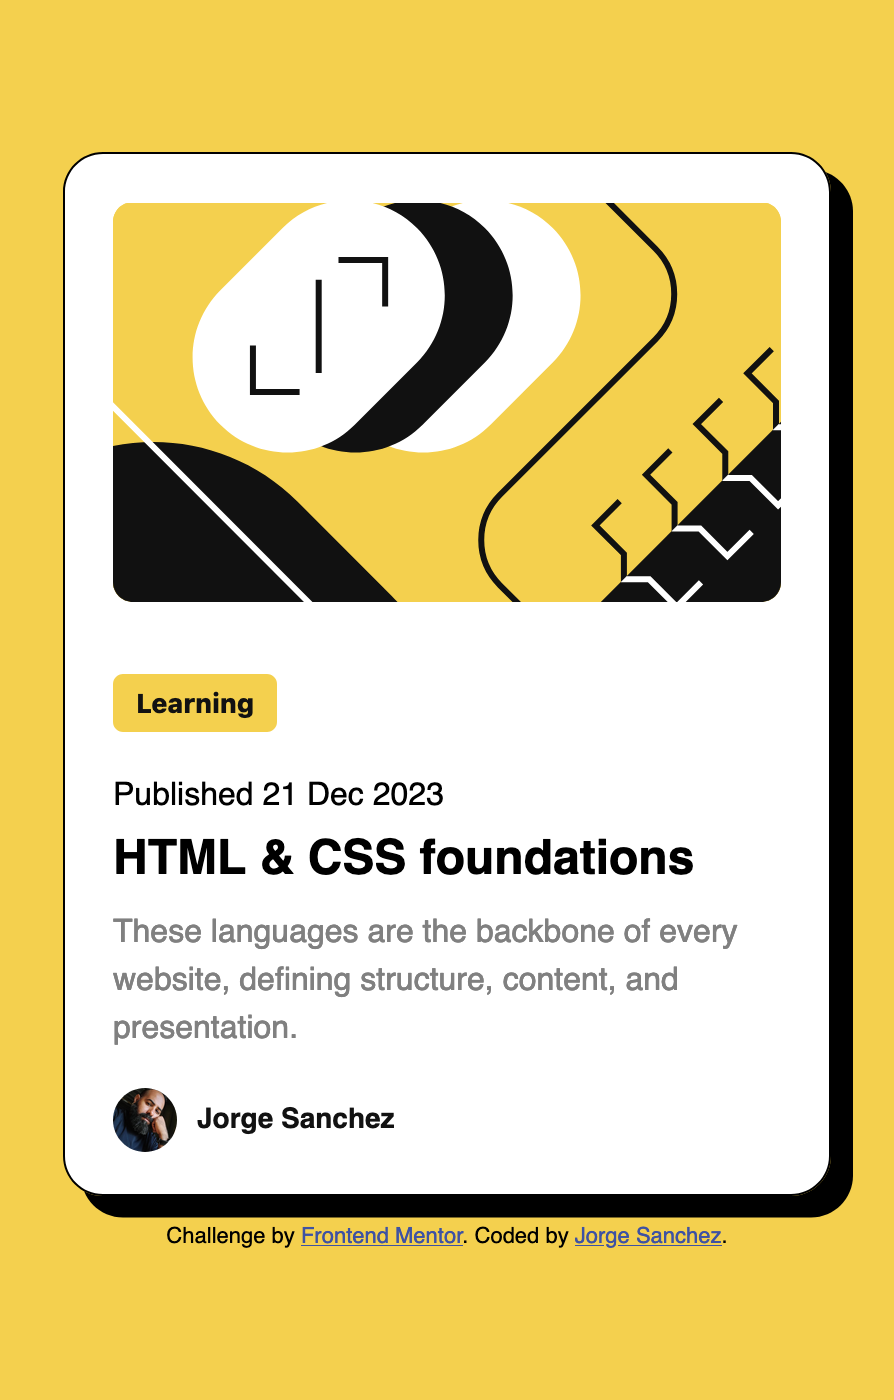 Learning
Published 21 Dec 2023
HTML & CSS foundations
These languages are the backbone of every
website, defining structure, content, and
presentation.
Jorge Sanchez
Challenge by Frontend Mentor. Coded by Jorge Sanchez.